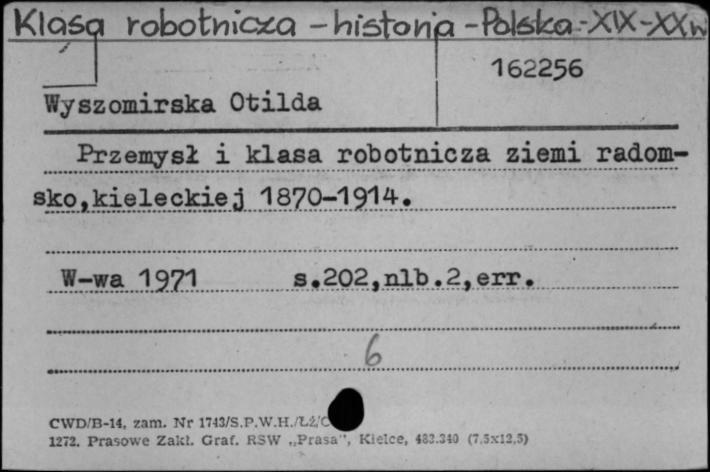 Klasa robotnicza – historia – Polska - XIX - XX w
162256
Wyszomirska Otilda
Przemysł i klasa robotnicza ziemi radom-
sko,kieleckiej 1870-1914.
W-wa 1971 s.202,nlb.2,err.
6
CWD/B-14, zam. Nr 1743/S.P.W.H./ŁŻ/
1272. Prasowe Zakł. Graf. RSW „Prasa", Kielce, 483.340 (7,5x12,5)